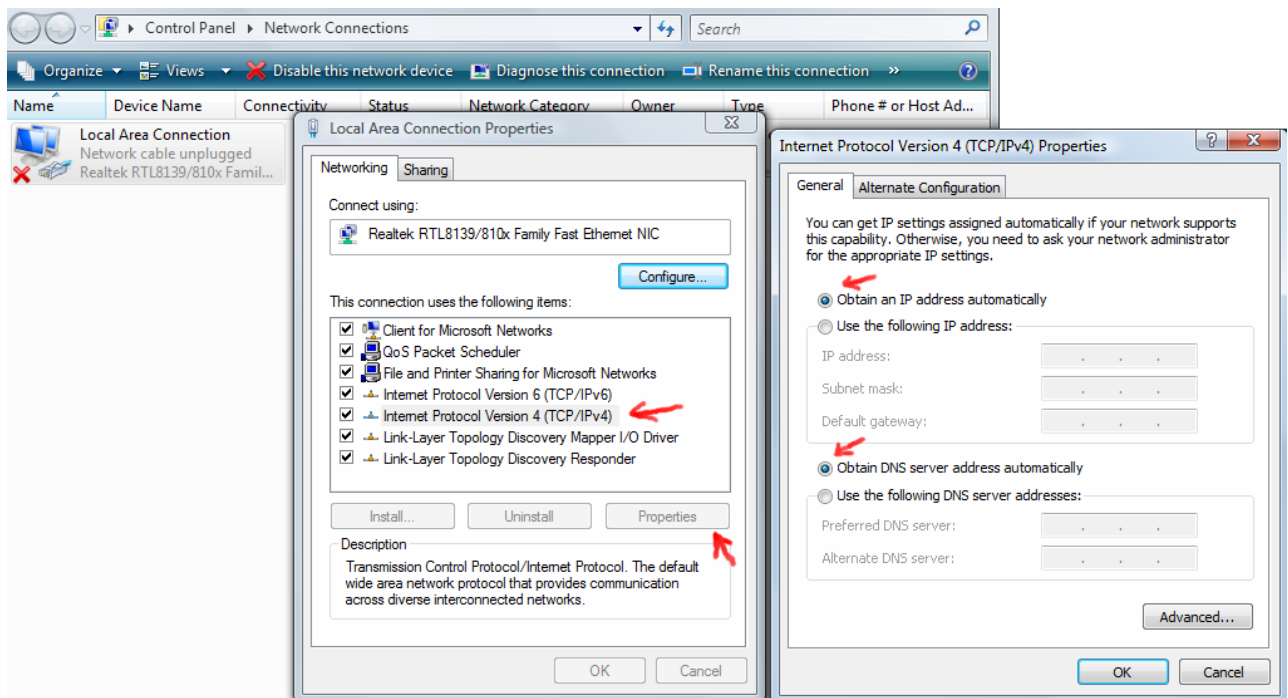 Control Panel Network Connections Search
Organize Views Disable this network device Diagnose this connection Rename this connection »
Name Device Name Connectivity Status Network Category Owner Type Phone # or Host Ad...
Local Area Connection
Network cable unplugged
Realtek RTL8139/810x Famil...
Local Area Connection Properties
Networking Sharing
Connect using:
Realtek RTL8139/810x Family Fast Ethernet NIC
Configure...
This connection uses the following items:
Client for Microsoft Networks
QoS Packet Scheduler
File and Printer Sharing for Microsoft Networks
Internet Protocol Version 6 (TCP/IPv6)
Internet Protocol Version 4 (TCP/IPv4)
Link-Layer Topology Discovery Mapper I/O Driver
Link-Layer Topology Discovery Responder
Install... Uninstall Properties
Description
Transmission Control Protocol/Internet Protocol. The default
wide area network protocol that provides communication
across diverse interconnected networks.
OK Cancel
Internet Protocol Version 4 (TCP/IPv4) Properties
General Alternate Configuration
You can get IP settings assigned automatically if your network supports
this capability. Otherwise, you need to ask your network administrator
for the appropriate IP settings.
Obtain an IP address automatically
Use the following IP address:
IP address: . . .
Subnet mask: . . .
Default gateway: . . .
Obtain DNS server address automatically
Use the following DNS server addresses:
Preferred DNS server: . . .
Alternate DNS server: . . .
Advanced...
OK Cancel